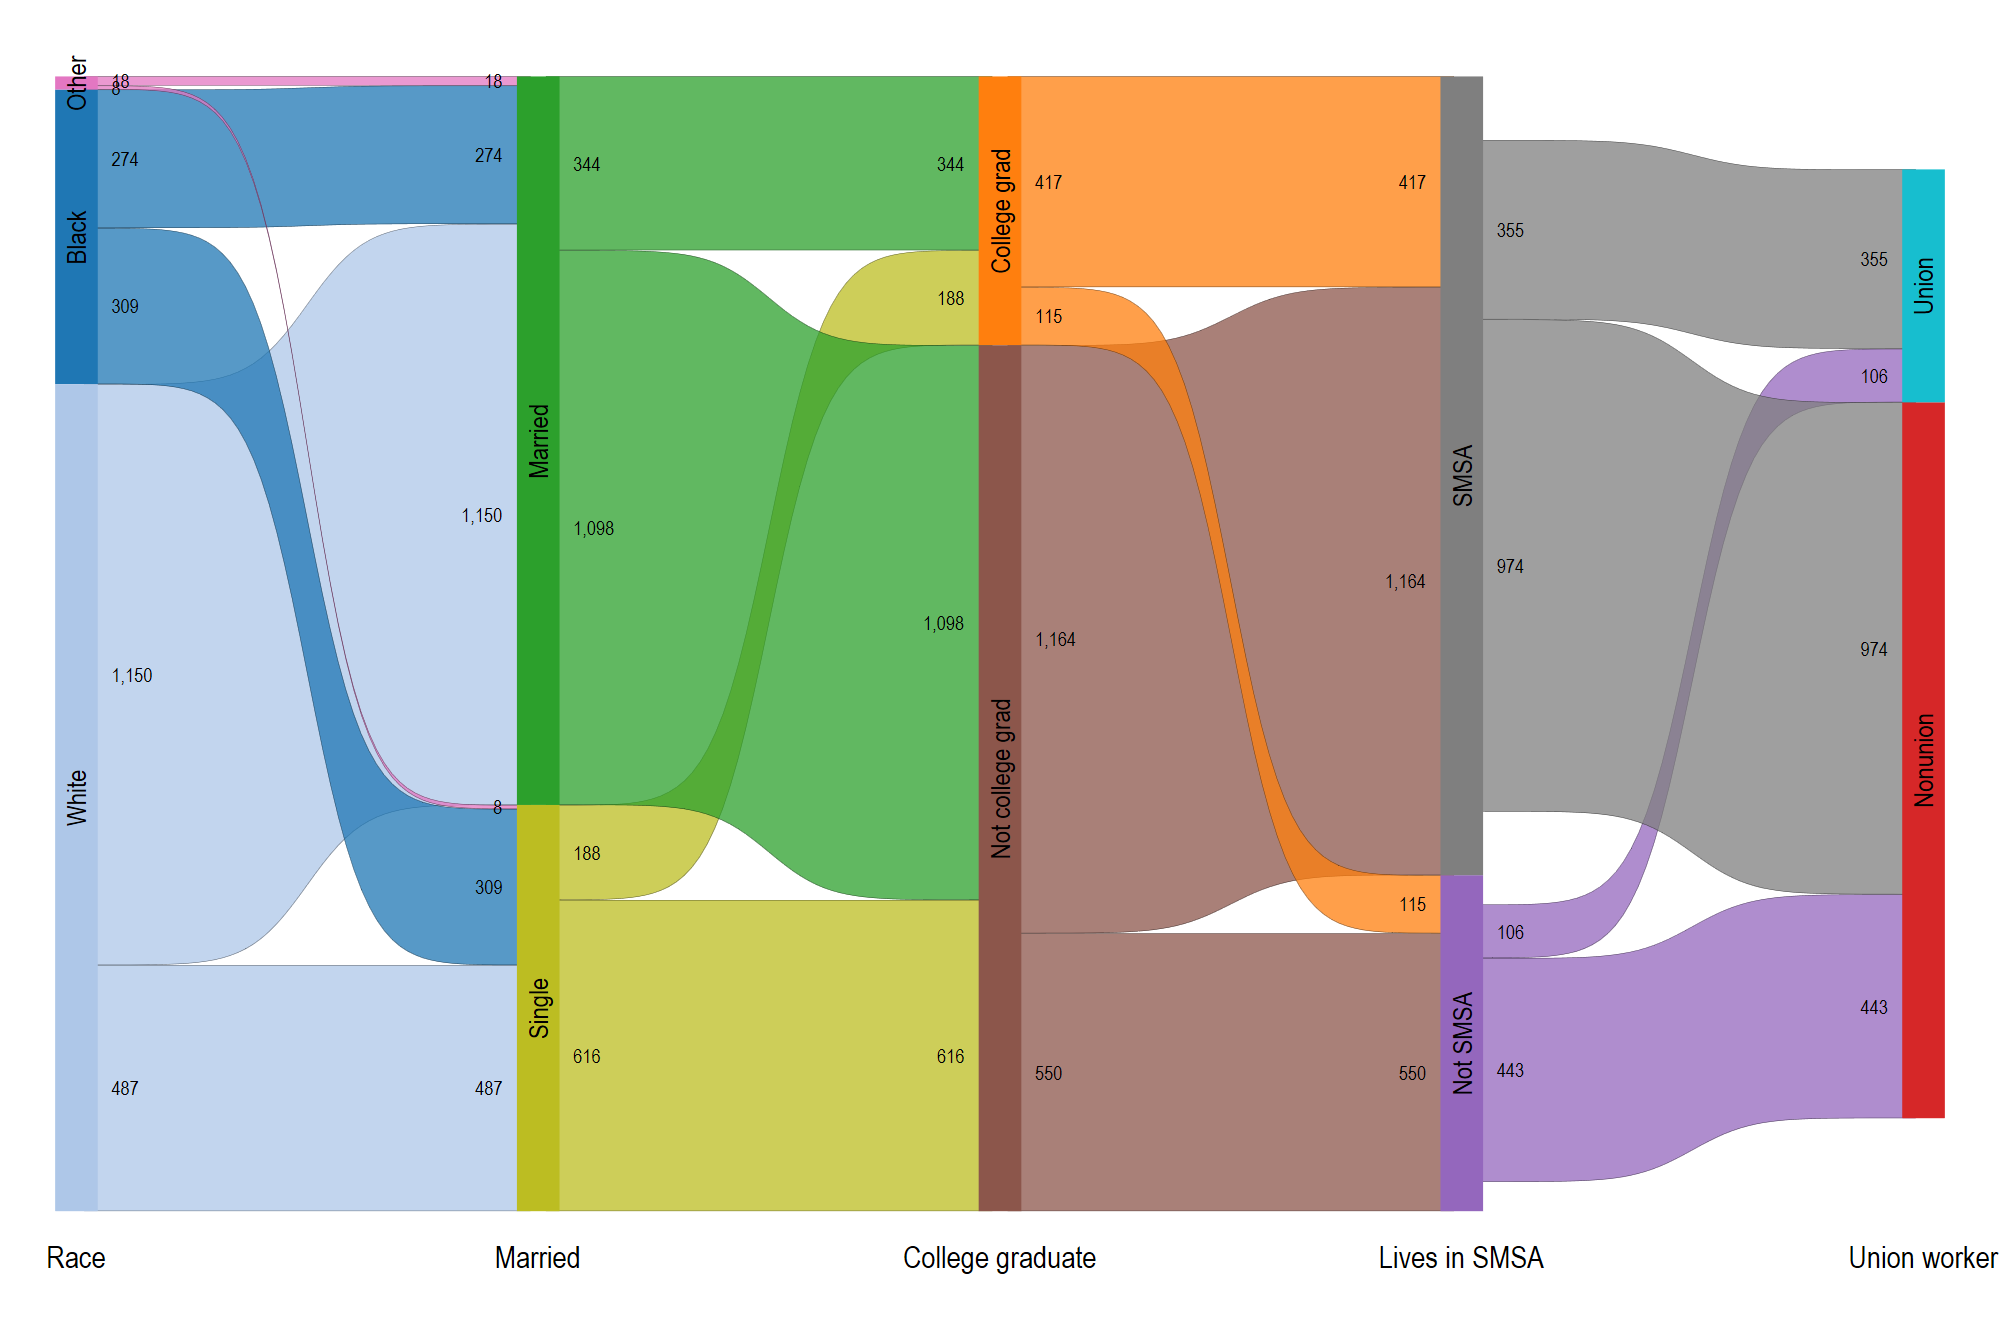 Other
Black
White
18
8
274
309
1,150
487
18
274
1,150
8
309
487
Married
Single
344
1,098
188
616
344
188
1,098
616
College grad
Not college grad
417
115
1,164
550
417
1,164
115
550
SMSA
Not SMSA
355
974
106
443
355
106
974
443
Union
Nonunion
Race
Married
College graduate
Lives in SMSA
Union worker